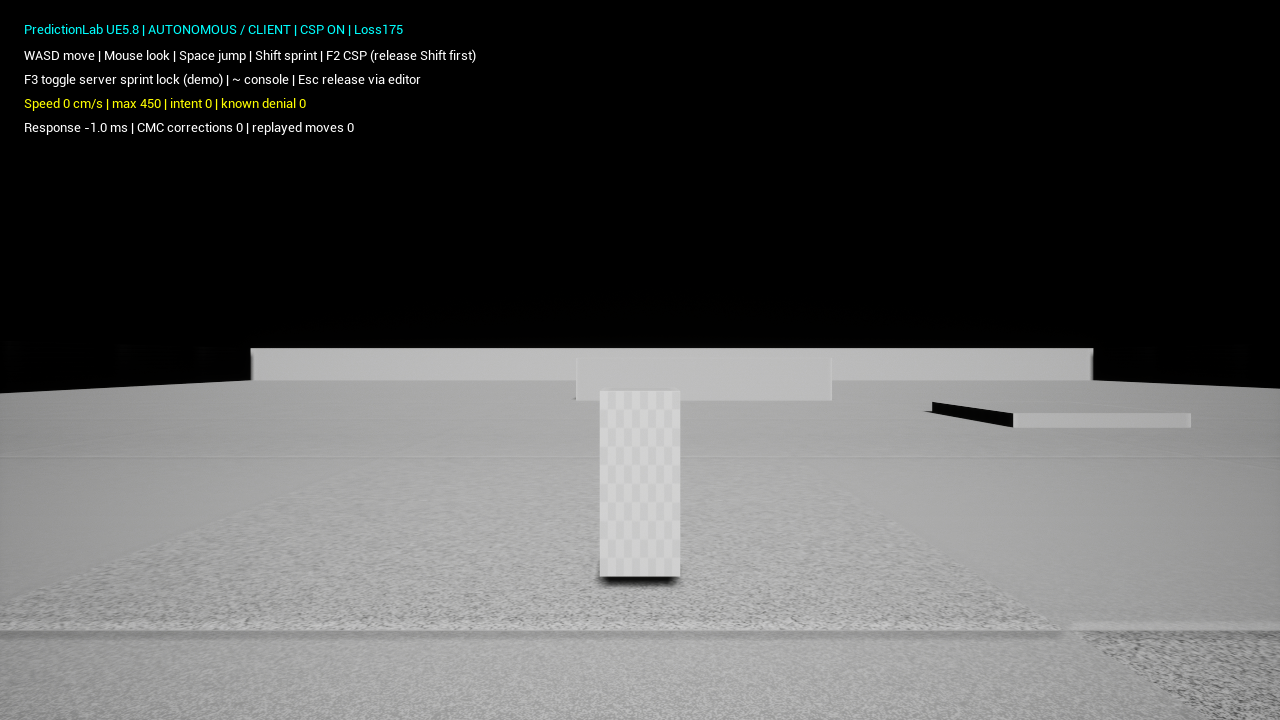 PredictionLab UE5.8 | AUTONOMOUS / CLIENT | CSP ON | Loss175
WASD move | Mouse look | Space jump | Shift sprint | F2 CSP (release Shift first)
F3 toggle server sprint lock (demo) | ~ console | Esc release via editor
Speed 0 cm/s | max 450 | intent 0 | known denial 0
Response -1.0 ms | CMC corrections 0 | replayed moves 0